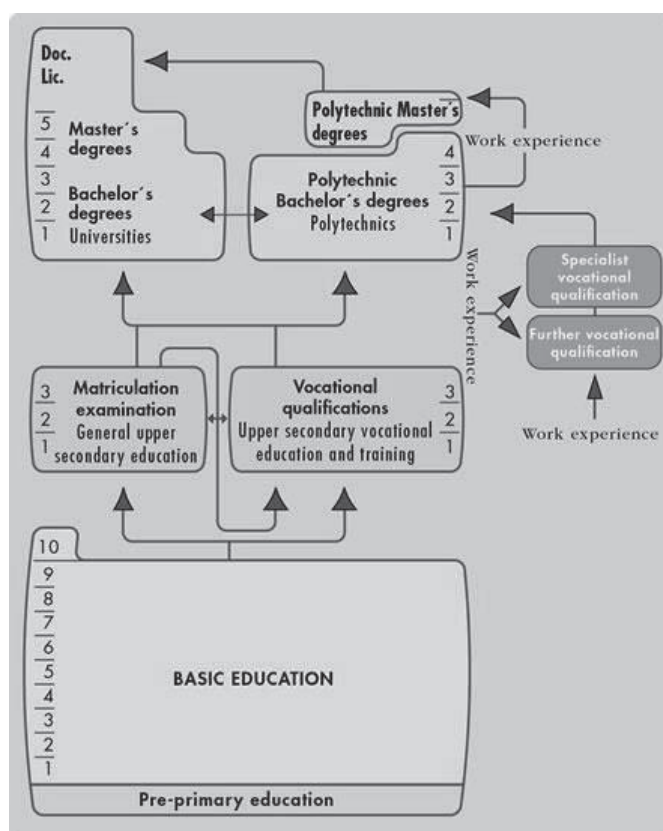 Doc.
Lic.
5
4
3
2
1
Master´s
degrees
Bachelor´s
degrees
Universities
Polytechnic Master´s
degrees
Work experience
Polytechnic
Bachelor´s degrees
Polytechnics
4
3
2
1
Work experience
Specialist
vocational
qualification
Further vocational
qualification
Work experience
3
2
1
Matriculation
examination
General upper
secondary education
Vocational
qualifications
Upper secondary vocational
education and training
3
2
1
10
9
8
7
6
5
4
3
2
1
BASIC EDUCATION
Pre-primary education